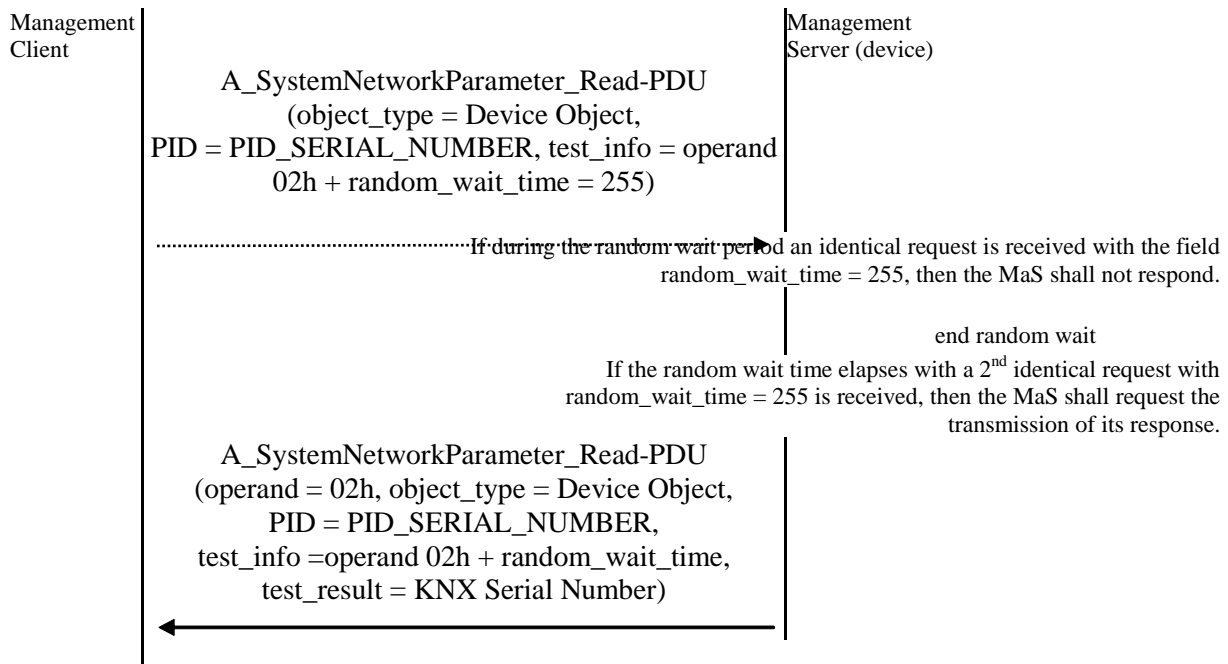 Management
Client
Management
Server (device)
A_SystemNetworkParameter_Read-PDU
(object_type = Device Object,
PID = PID_SERIAL_NUMBER, test_info = operand
02h + random_wait_time = 255)
If during the random wait period an identical request is received with the field
random_wait_time = 255, then the MaS shall not respond.
end random wait
If the random wait time elapses with a 2nd identical request with
random_wait_time = 255 is received, then the MaS shall request the
transmission of its response.
A_SystemNetworkParameter_Read-PDU
(operand = 02h, object_type = Device Object,
PID = PID_SERIAL_NUMBER,
test_info =operand 02h + random_wait_time,
test_result = KNX Serial Number)